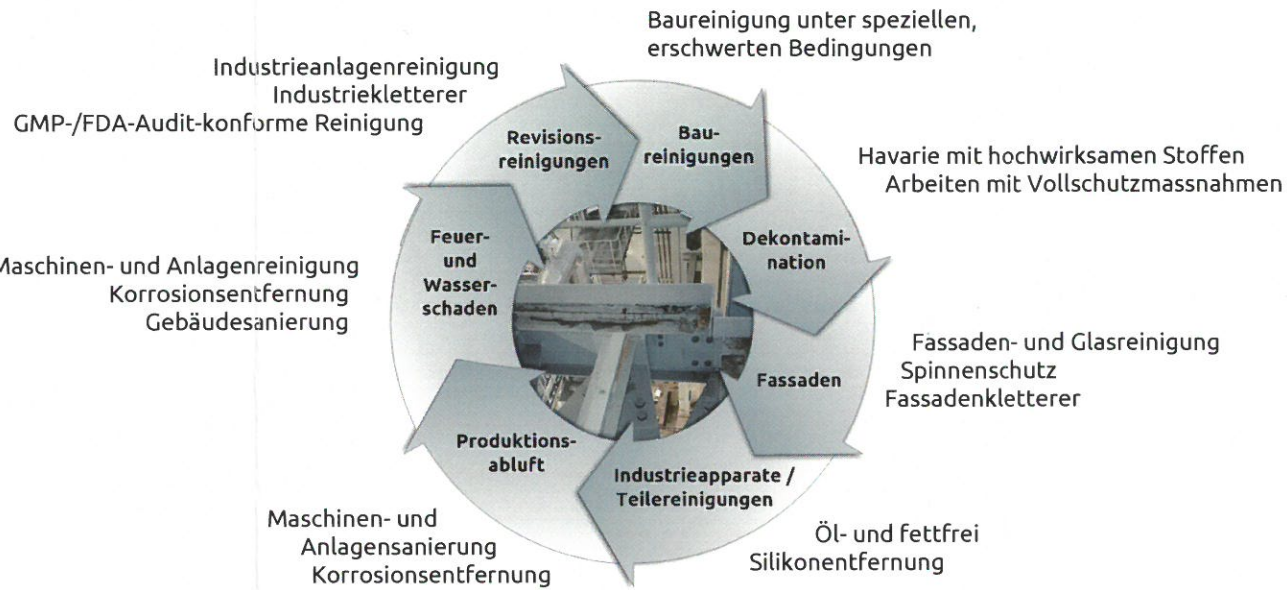 Baureinigung unter speziellen,
erschwerten Bedingungen
Industrieanlagenreinigung
Industriekletterer
GMP-/FDA-Audit-konforme Reinigung
Revisions-
reinigungen
Bau-
reinigungen
Havarie mit hochwirksamen Stoffen
Arbeiten mit Vollschutzmassnahmen
Feuer-
und
Wasser-
schaden
Dekontami-
nation
Maschinen- und Anlagenreinigung
Korrosionsentfernung
Gebäudesanierung
Fassaden
Fassaden- und Glasreinigung
Spinnenschutz
Fassadenkletterer
Produktions-
abluft
Industrieapparate /
Teilereinigungen
Maschinen- und
Anlagensanierung
Korrosionsentfernung
Öl- und fettfrei
Silikonentfernung